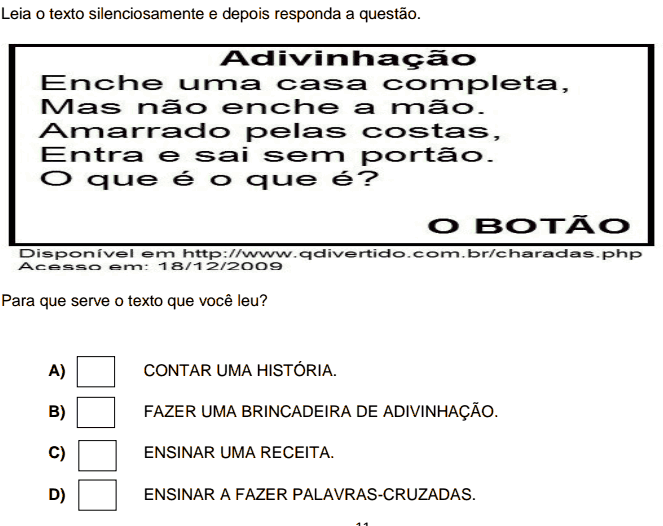 Leia o texto silenciosamente e depois responda a questão.
Adivinhação
Enche uma casa completa,
Mas não enche a mão.
Amarrado pelas costas,
Entra e sai sem portão.
O que é o que é?
O BOTÃO
Disponível em http://www.qdivertido.com.br/charadas.php
Acesso em: 18/12/2009
Para que serve o texto que você leu?
A) CONTAR UMA HISTÓRIA.
B) FAZER UMA BRINCADEIRA DE ADIVINHAÇÃO.
C) ENSINAR UMA RECEITA.
D) ENSINAR A FAZER PALAVRAS-CRUZADAS.